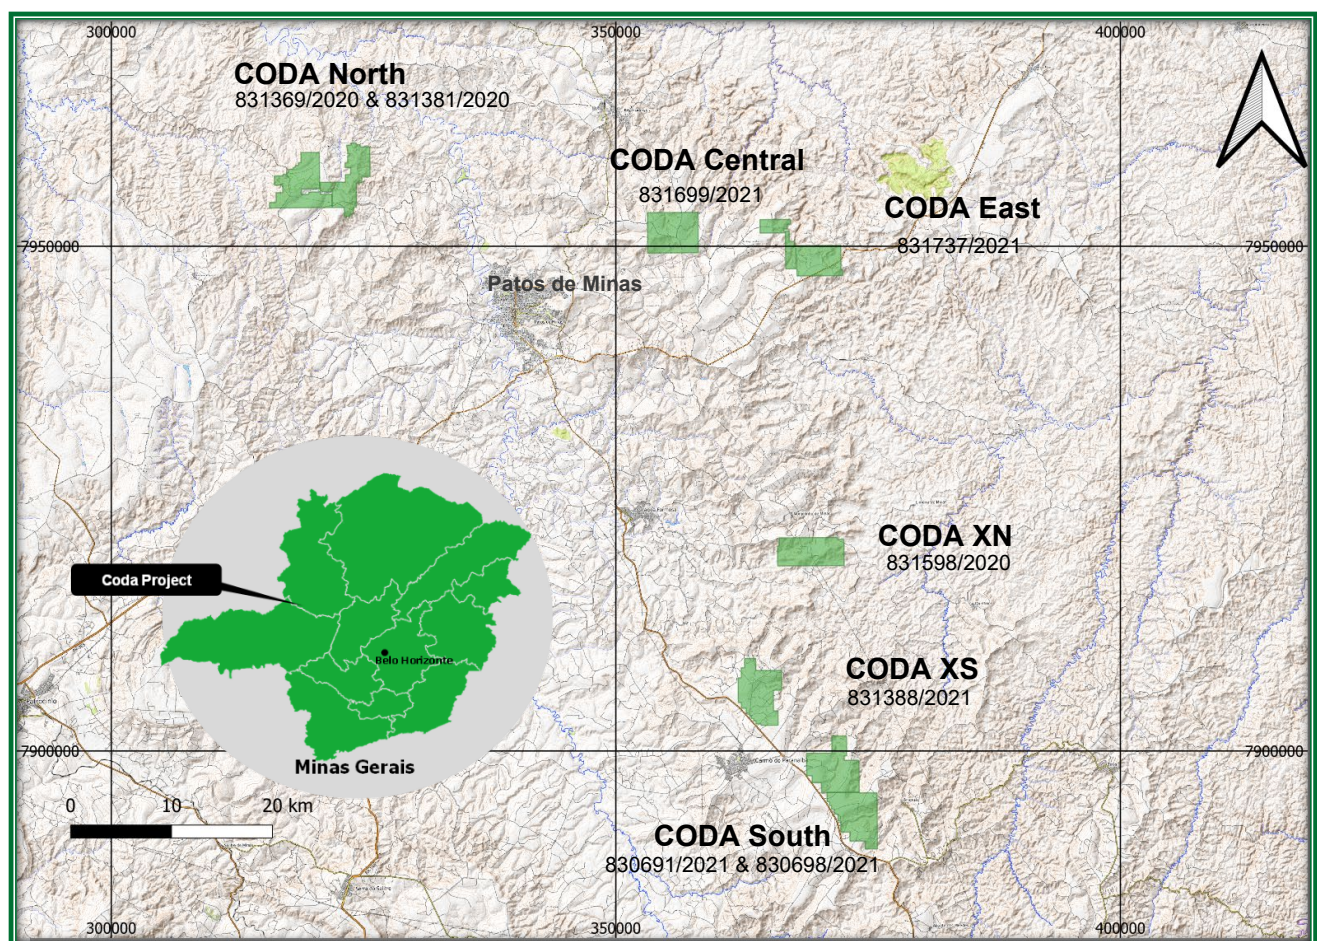 300000
350000
400000
CODA North
831369/2020 & 831381/2020
CODA Central
831699/2021
CODA East
831737/2021
7950000
7950000
Patos de Minas
CODA XN
831598/2020
Coda Project
Belo Horizonte
CODA XS
831388/2021
7900000
7900000
Minas Gerais
0 10 20 km
CODA South
830691/2021 & 830698/2021
300000
350000
400000